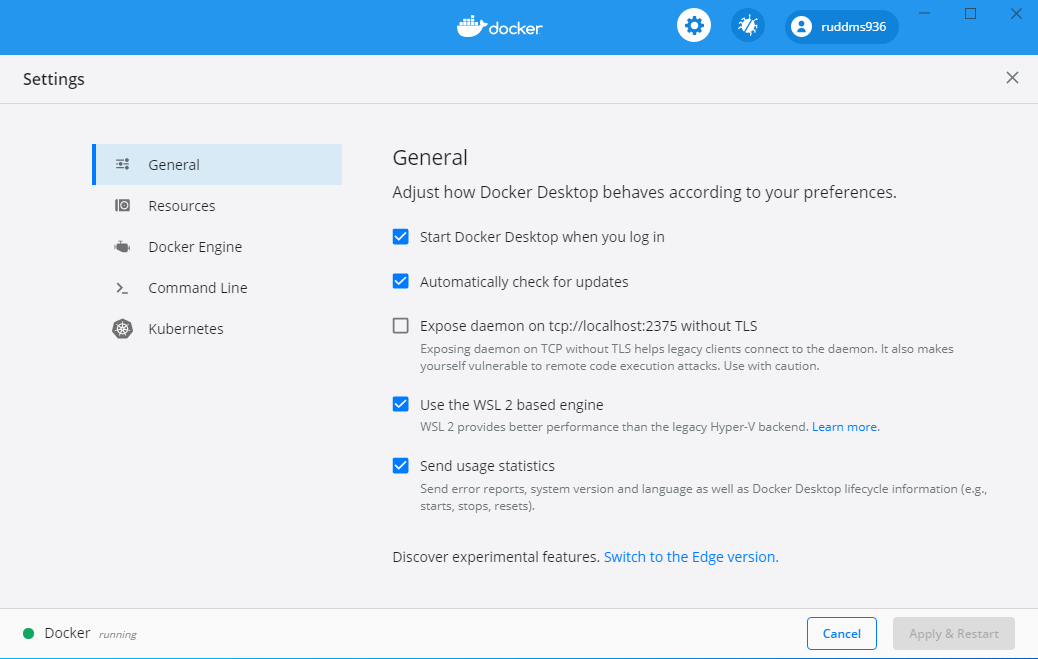 docker
ruddms936
Settings
General
Resources
Docker Engine
Command Line
Kubernetes
General
Adjust how Docker Desktop behaves according to your preferences.
Start Docker Desktop when you log in
Automatically check for updates
Expose daemon on tcp://localhost:2375 without TLS
Exposing daemon on TCP without TLS helps legacy clients connect to the daemon. It also makes
yourself vulnerable to remote code execution attacks. Use with caution.
Use the WSL 2 based engine
WSL 2 provides better performance than the legacy Hyper-V backend. Learn more.
Send usage statistics
Send error reports, system version and language as well as Docker Desktop lifecycle information (e.g.,
starts, stops, resets).
Discover experimental features. Switch to the Edge version.
Docker running
Cancel
Apply & Restart